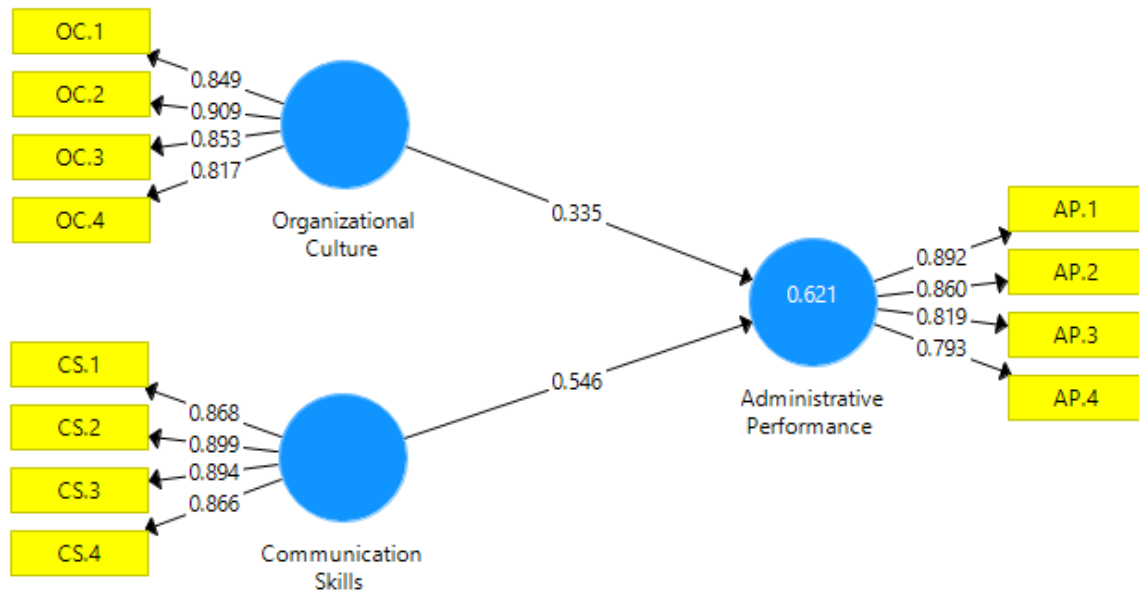 OC.1
0.849
OC.2
0.909
OC.3
0.853
OC.4
0.817
Organizational
Culture
0.335
CS.1
0.868
CS.2
0.899
CS.3
0.894
CS.4
0.866
Communication
Skills
0.546
0.621
Administrative
Performance
AP.1
0.892
AP.2
0.860
AP.3
0.819
AP.4
0.793